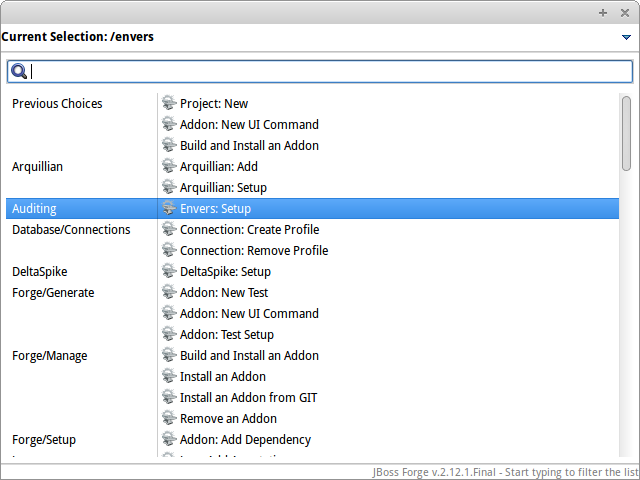 Current Selection: /envers
Previous Choices Project: New
Addon: New UI Command
Build and Install an Addon
Arquillian Arquillian: Add
Arquillian: Setup
Auditing Envers: Setup
Database/Connections Connection: Create Profile
Connection: Remove Profile
DeltaSpike DeltaSpike: Setup
Forge/Generate Addon: New Test
Addon: New UI Command
Addon: Test Setup
Forge/Manage Build and Install an Addon
Install an Addon
Install an Addon from GIT
Remove an Addon
Forge/Setup Addon: Add Dependency
JBoss Forge v.2.12.1.Final - Start typing to filter the list